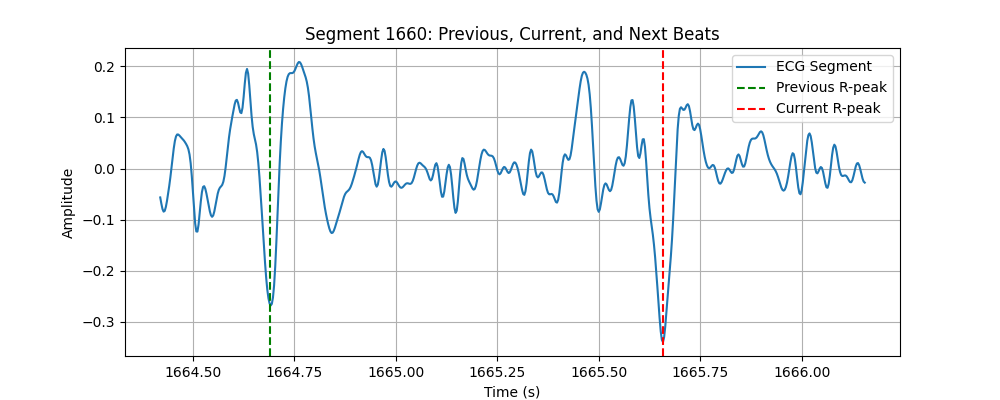 Segment 1660: Previous, Current, and Next Beats
ECG Segment
Previous R-peak
Current R-peak
Amplitude
0.2
0.1
0.0
−0.1
−0.2
−0.3
1664.50 1664.75 1665.00 1665.25 1665.50 1665.75 1666.00
Time (s)